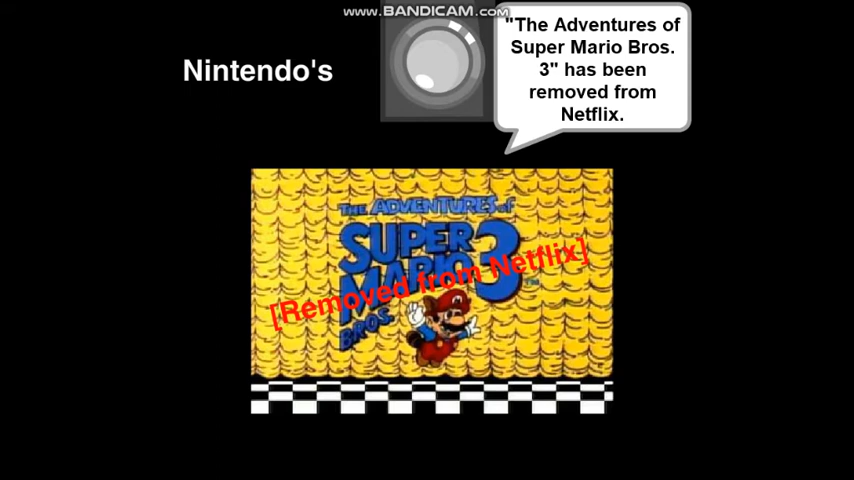 www.BANDICAM.com
Nintendo's
"The Adventures of
Super Mario Bros.
3" has been
removed from
Netflix.
THE ADVENTURES of
SUPER
MARIO 3 TM
BROS.
[Removed from Netflix]